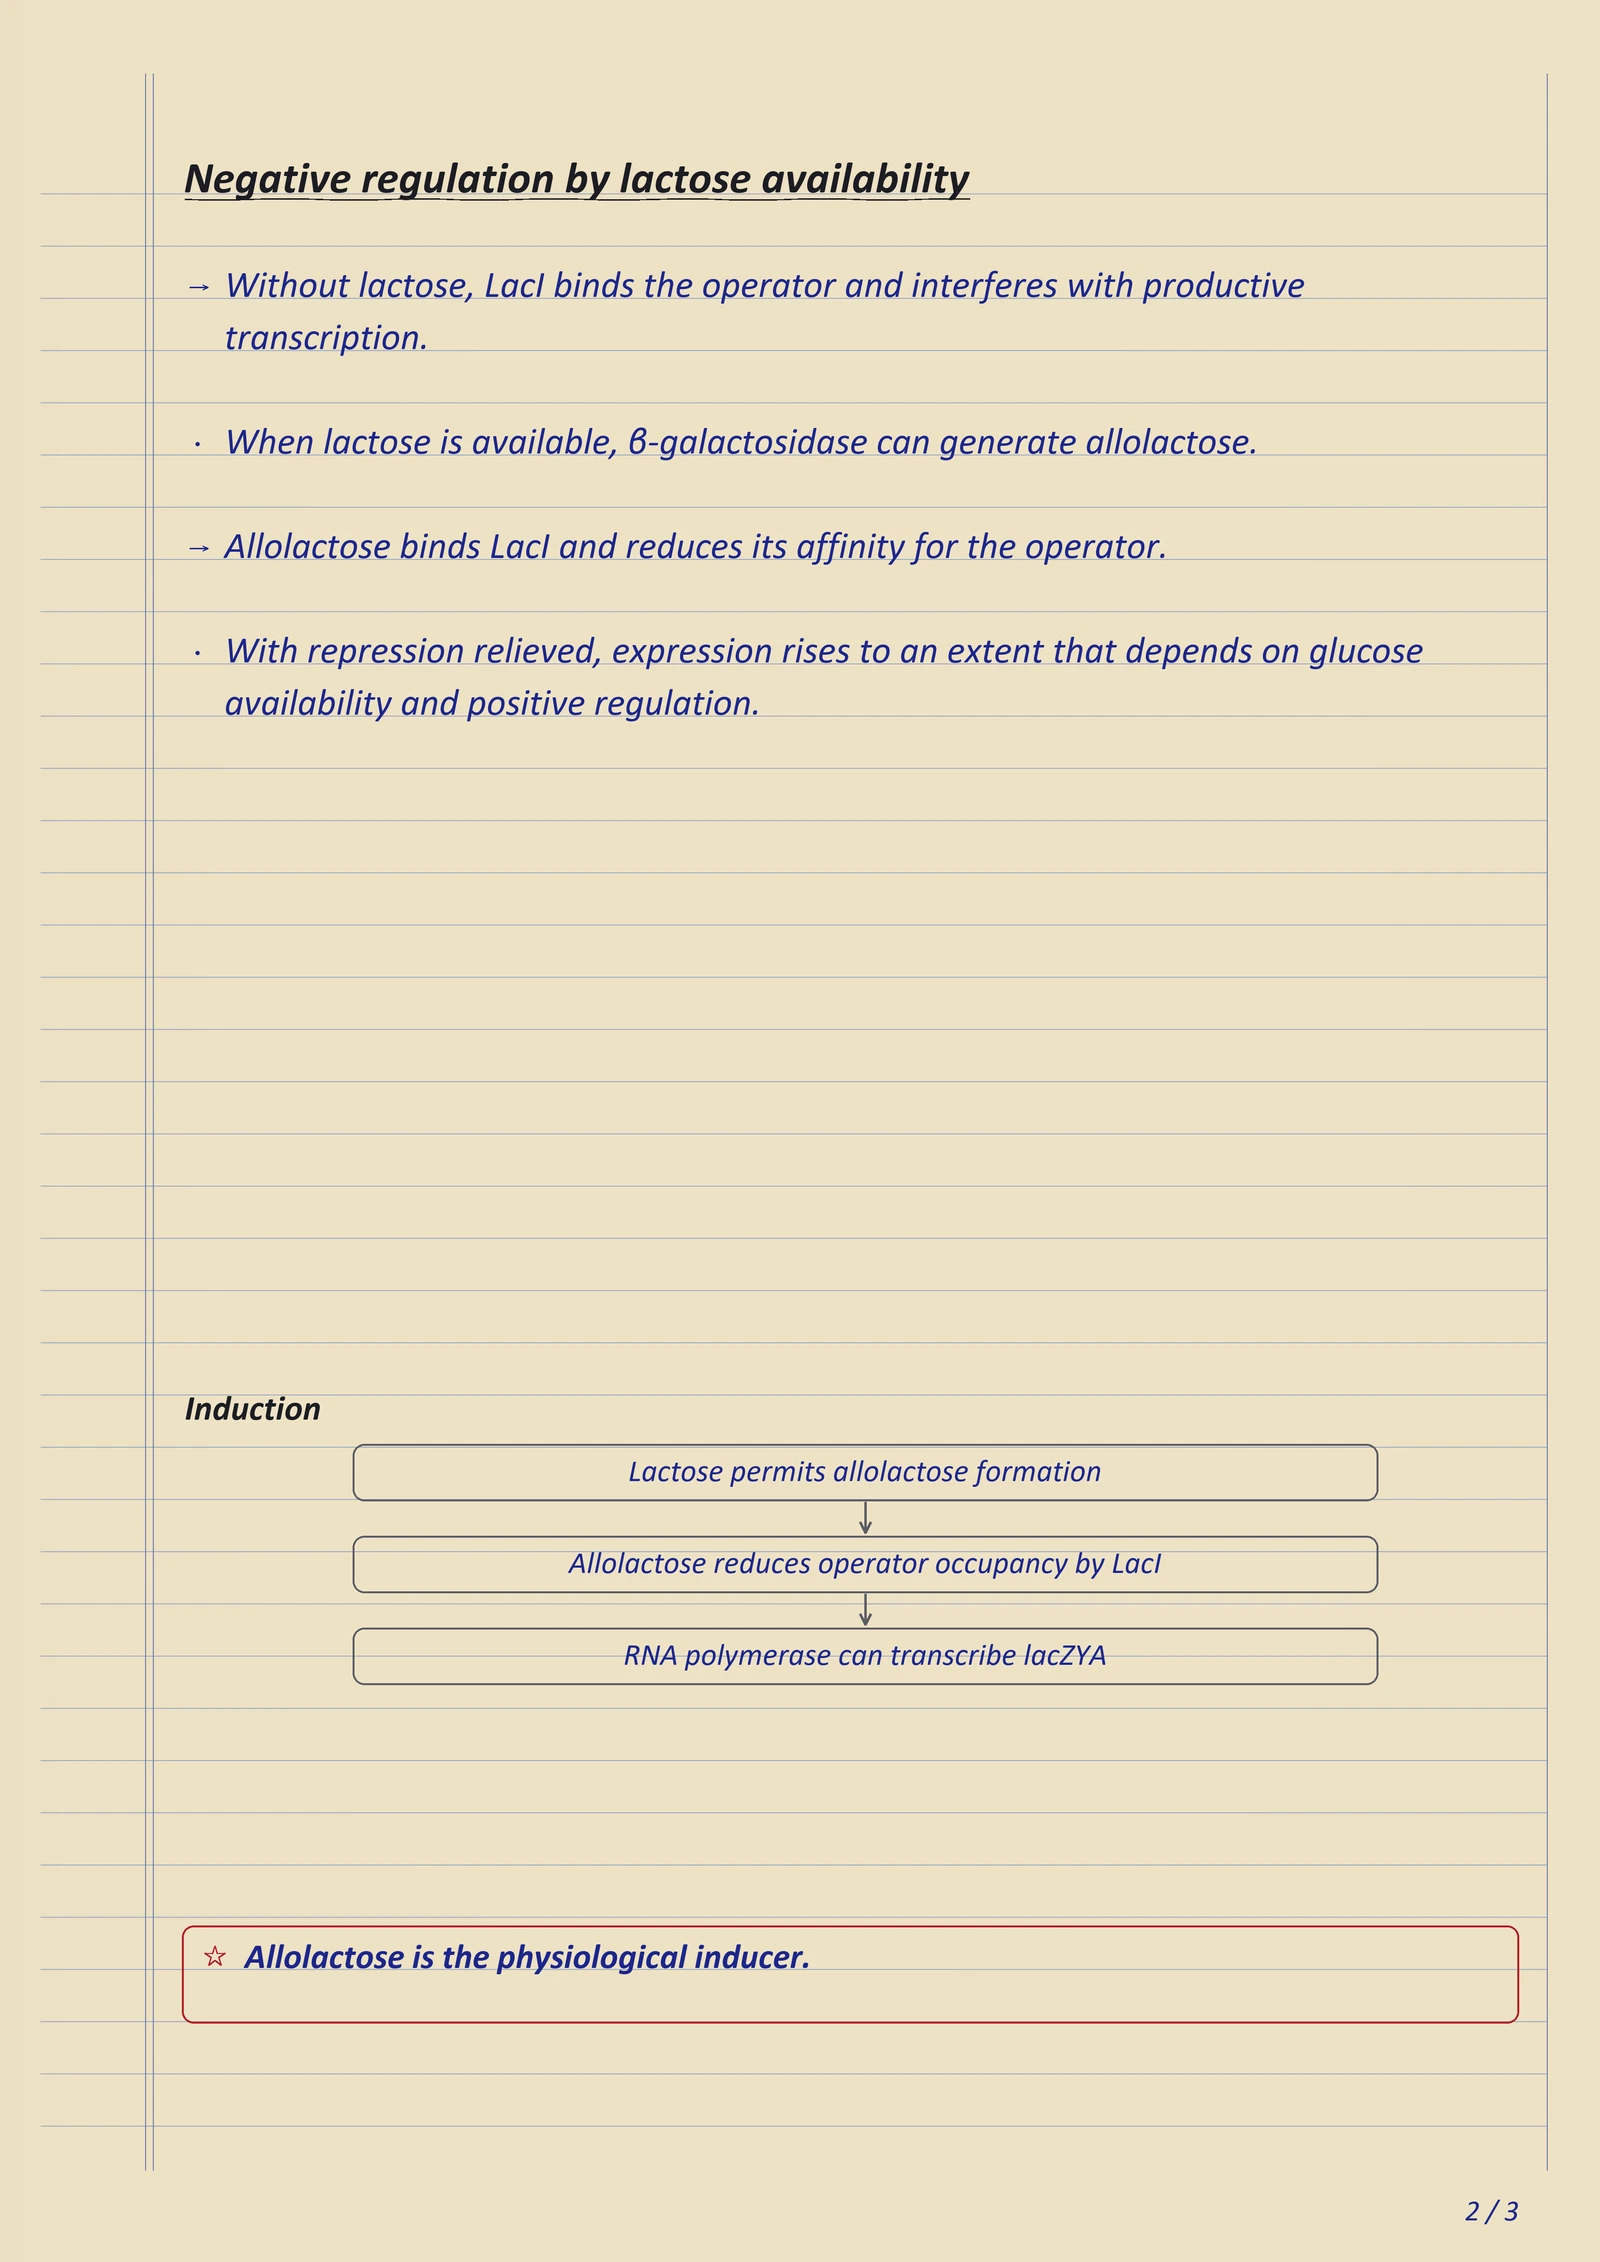 Negative regulation by lactose availability
→ Without lactose, LacI binds the operator and interferes with productive
transcription.
· When lactose is available, β-galactosidase can generate allolactose.
→ Allolactose binds LacI and reduces its affinity for the operator.
· With repression relieved, expression rises to an extent that depends on glucose
availability and positive regulation.
Induction
Lactose permits allolactose formation
Allolactose reduces operator occupancy by LacI
RNA polymerase can transcribe lacZYA
☆ Allolactose is the physiological inducer.
2 / 3